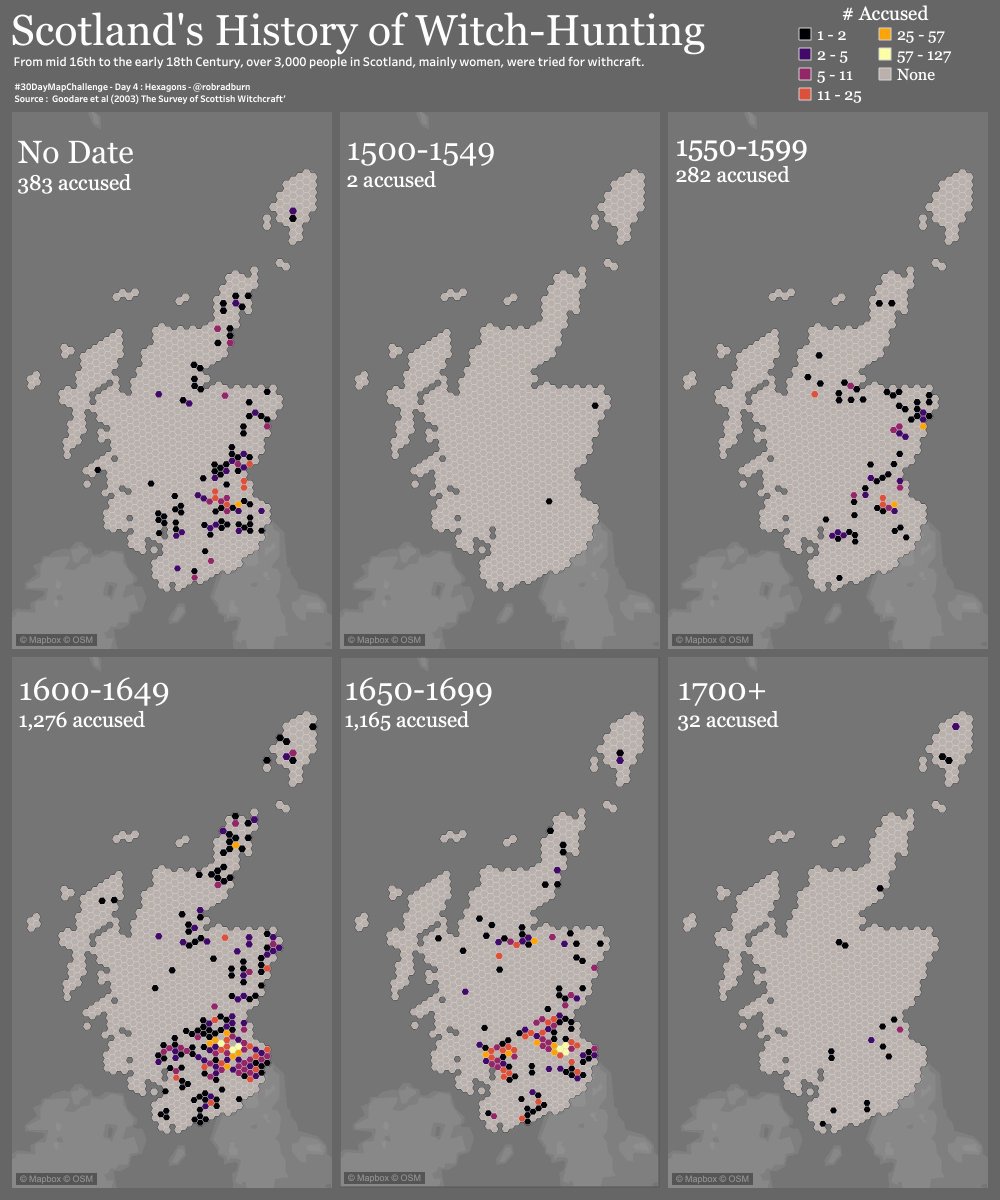 Scotland's History of Witch-Hunting
From mid 16th to the early 18th Century, over 3,000 people in Scotland, mainly women, were tried for withcraft.
#30DayMapChallenge - Day 4 : Hexagons - @robradburn
Source : Goodare et al (2003) The Survey of Scottish Witchcraft'
# Accused
1 - 2
2 - 5
5 - 11
11 - 25
25 - 57
57 - 127
None
No Date
383 accused
© Mapbox © OSM
1500-1549
2 accused
© Mapbox © OSM
1550-1599
282 accused
© Mapbox © OSM
1600-1649
1,276 accused
© Mapbox © OSM
1650-1699
1,165 accused
© Mapbox © OSM
1700+
32 accused
© Mapbox © OSM